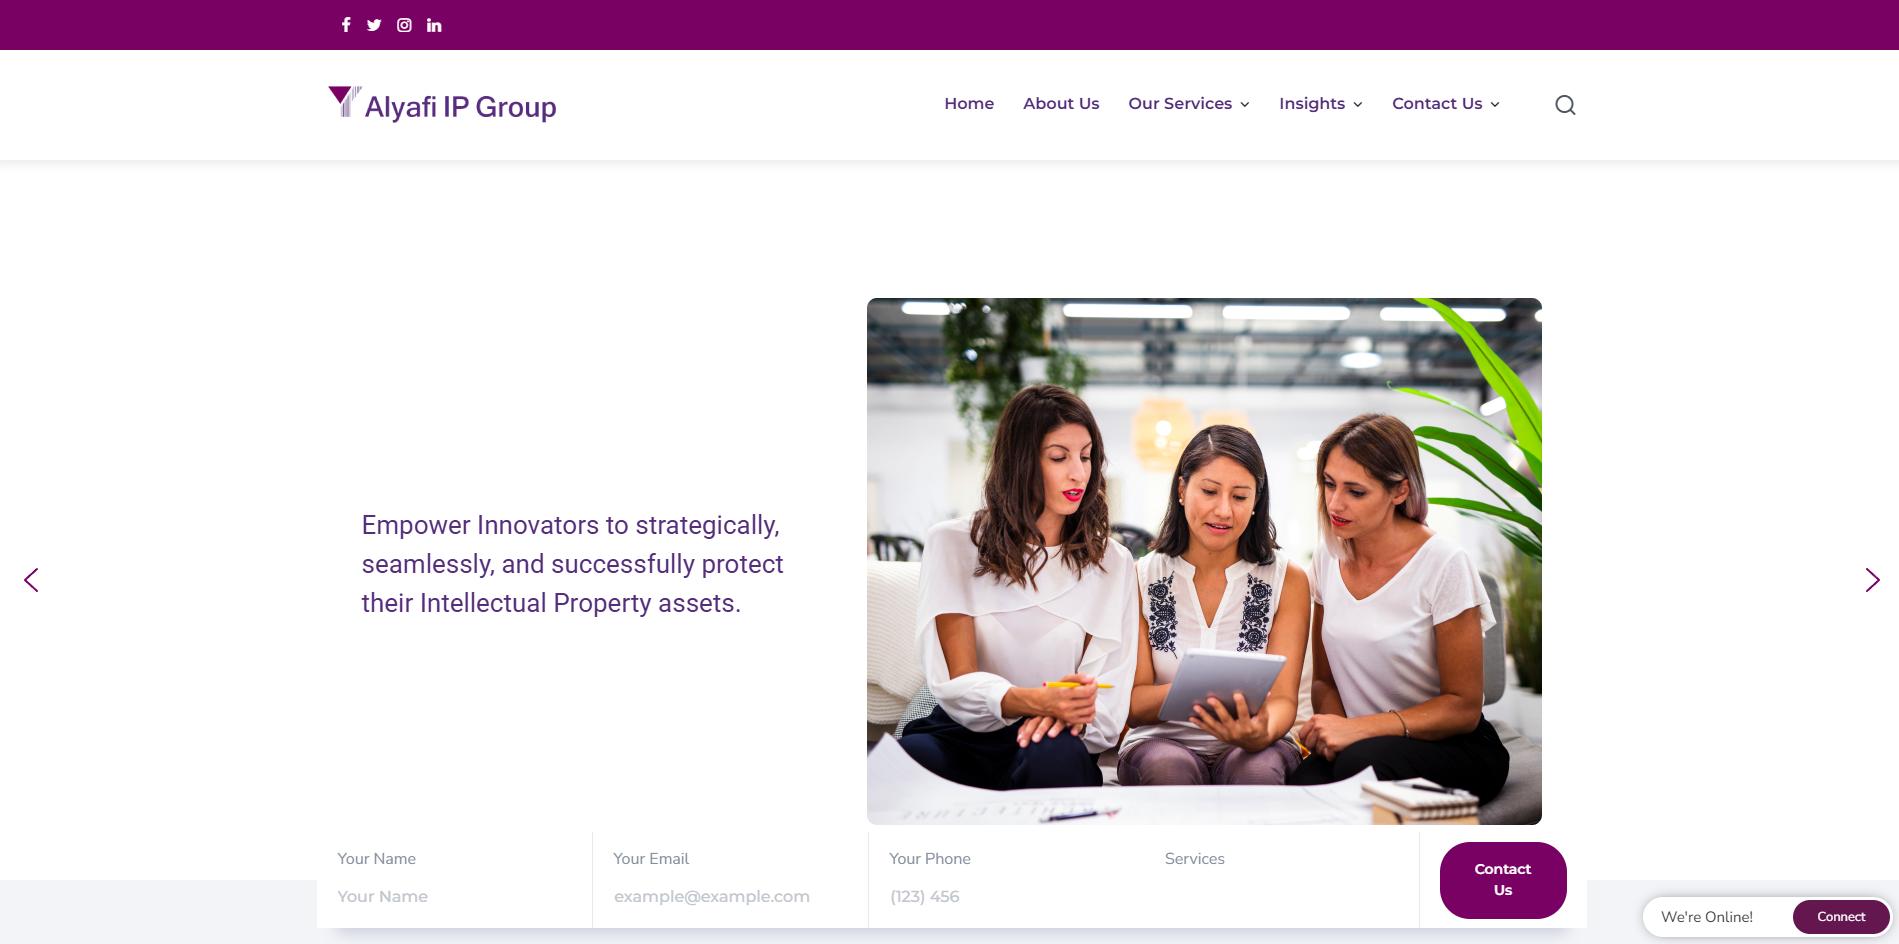 Alyafi IP Group
Home
About Us
Our Services
Insights
Contact Us
Empower Innovators to strategically,
seamlessly, and successfully protect
their Intellectual Property assets.
Your Name
Your Name
Your Email
example@example.com
Your Phone
(123) 456
Services
Contact
Us
We're Online!
Connect